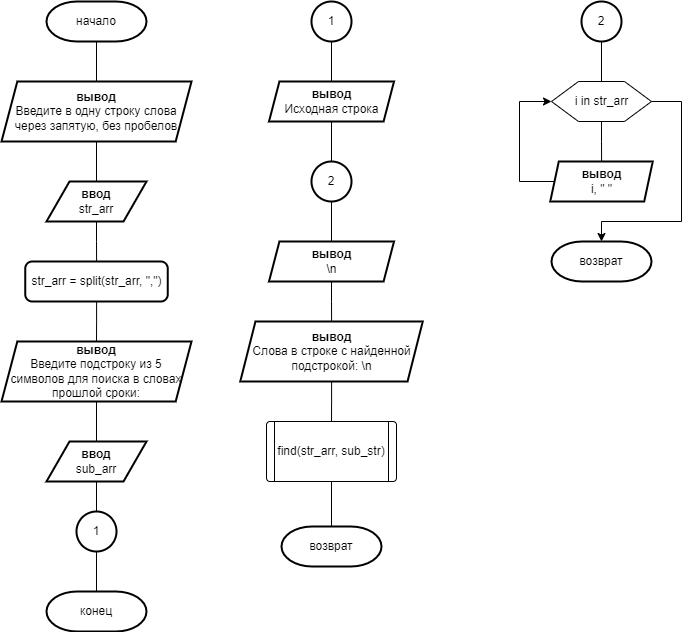 начало
вывод
Введите в одну строку слова
через запятую, без пробелов
ввод
str_arr
str_arr = split(str_arr, ",")
вывод
Введите подстроку из 5
символов для поиска в словах
прошлой сроки:
ввод
sub_arr
1
конец
1
вывод
Исходная строка
2
вывод
\n
вывод
Слова в строке с найденной
подстрокой: \n
find(str_arr, sub_str)
возврат
2
i in str_arr
вывод
i, " "
возврат